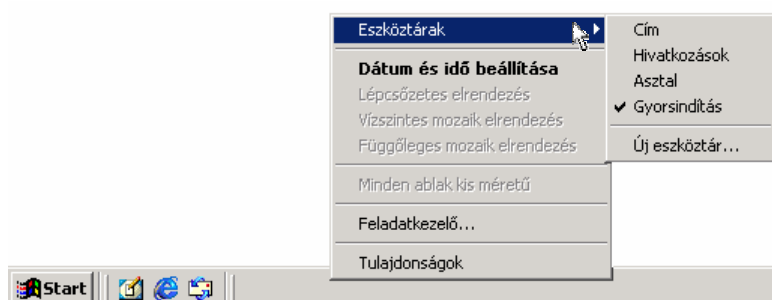 Eszköztárak
Dátum és idő beállítása
Lépcsőzetes elrendezés
Vízszintes mozaik elrendezés
Függőleges mozaik elrendezés
Minden ablak kis méretű
Feladatkezelő...
Tulajdonságok
Cím
Hivatkozások
Asztal
Gyorsindítás
Új eszköztár...
Start